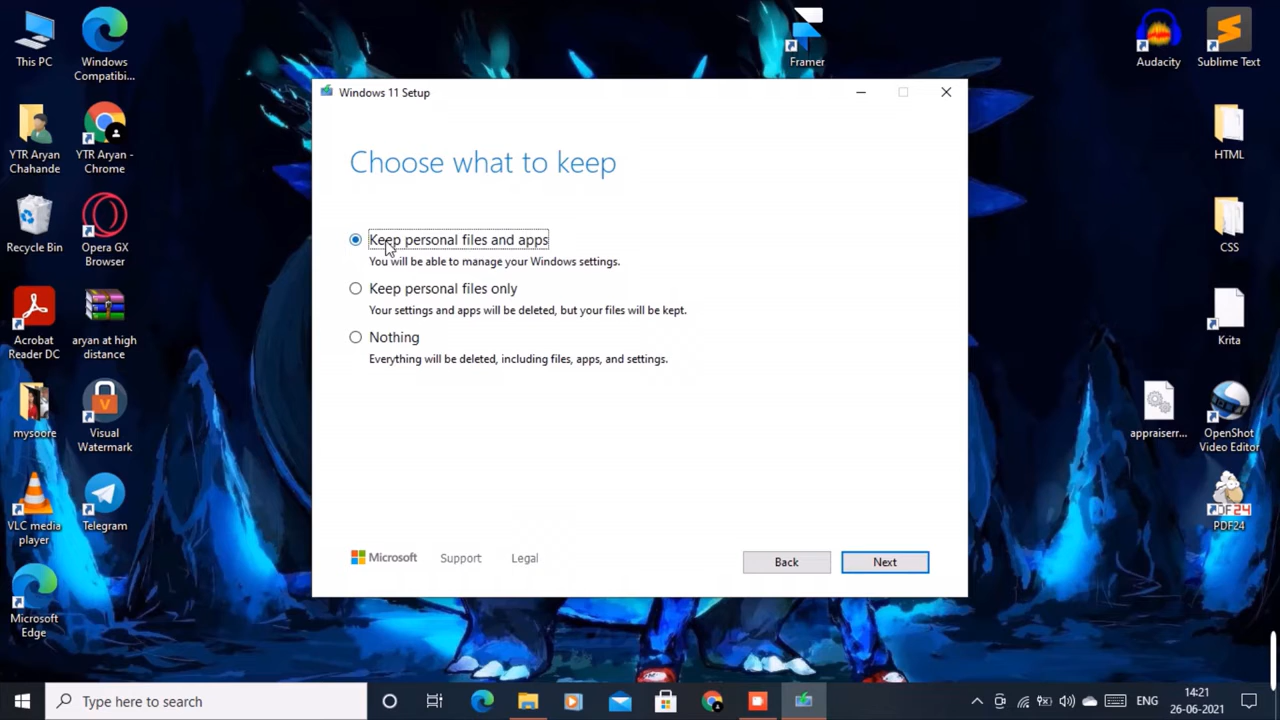 This PC
Windows
Compatibi...
Framer
Audacity
Sublime Text
Windows 11 Setup
Choose what to keep
YTR Aryan
Chahande
YTR Aryan -
Chrome
HTML
Keep personal files and apps
You will be able to manage your Windows settings.
Recycle Bin
Opera GX
Browser
CSS
Keep personal files only
Your settings and apps will be deleted, but your files will be kept.
Nothing
Everything will be deleted, including files, apps, and settings.
Acrobat
Reader DC
aryan at high
distance
Krita
mysoore
Visual
Watermark
appraiserr...
OpenShot
Video Editor
VLC media
player
Telegram
PDF24
Microsoft
Support
Legal
Back
Next
Microsoft
Edge
Type here to search
ENG
14:21
26-06-2021